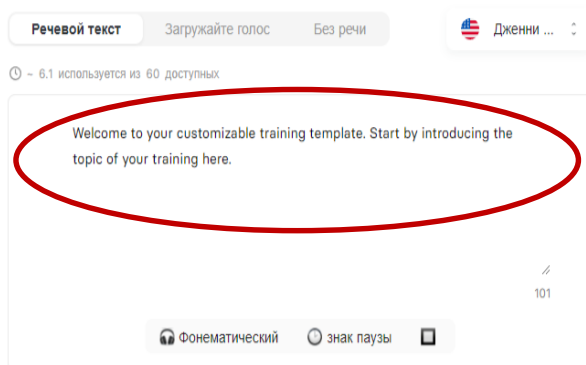 Речевой текст Загружайте голос Без речи Дженни ...
~ 6.1 используется из 60 доступных
Welcome to your customizable training template. Start by introducing the
topic of your training here.
101
Фонематический знак паузы